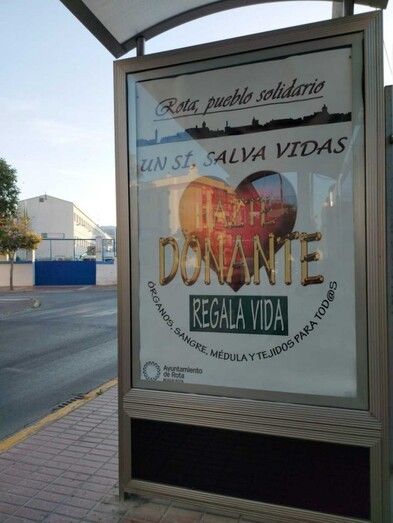 Rota, pueblo solidario
UN SÍ, SALVA VIDAS
HAZTE
DONANTE
REGALA VIDA
ÓRGANOS, SANGRE, MÉDULA Y TEJIDOS PARA TOD@S
Ayuntamiento
de Rota